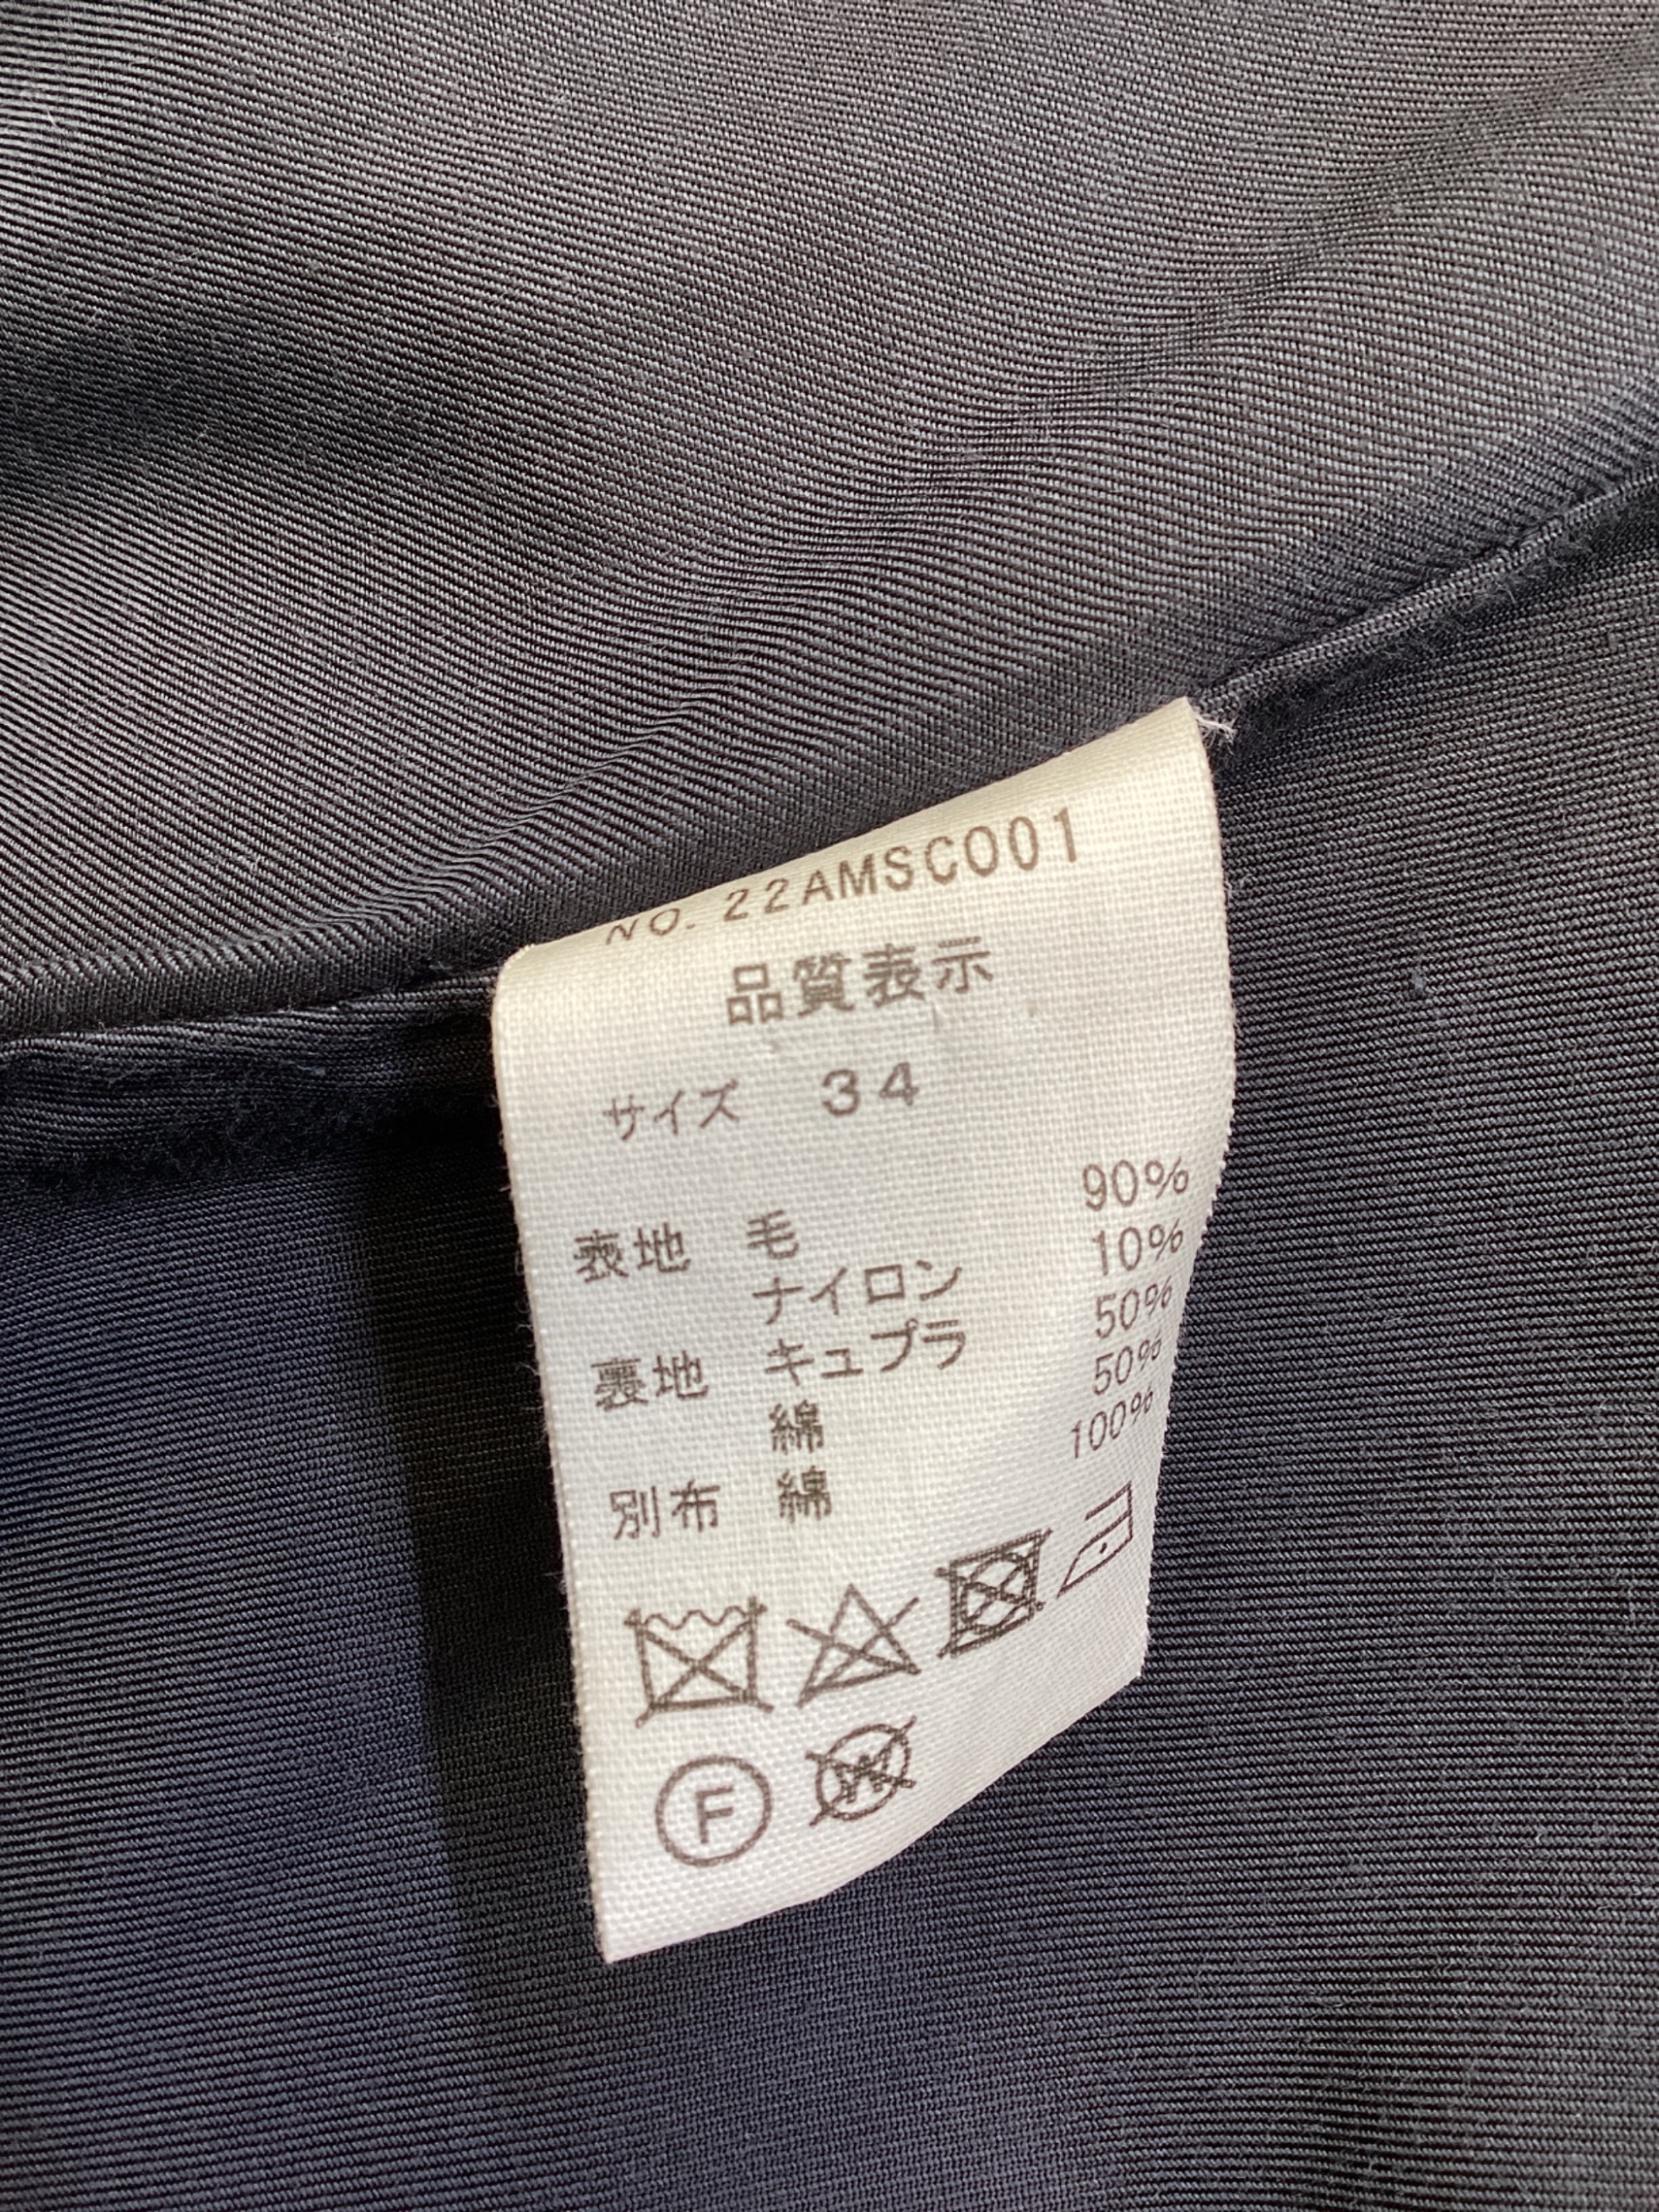 NO. 22AMSC001
品質表示
サイズ 34
表地 毛 90%
ナイロン 10%
裏地 キュプラ 50%
綿 50%
別布 綿 100%
F W